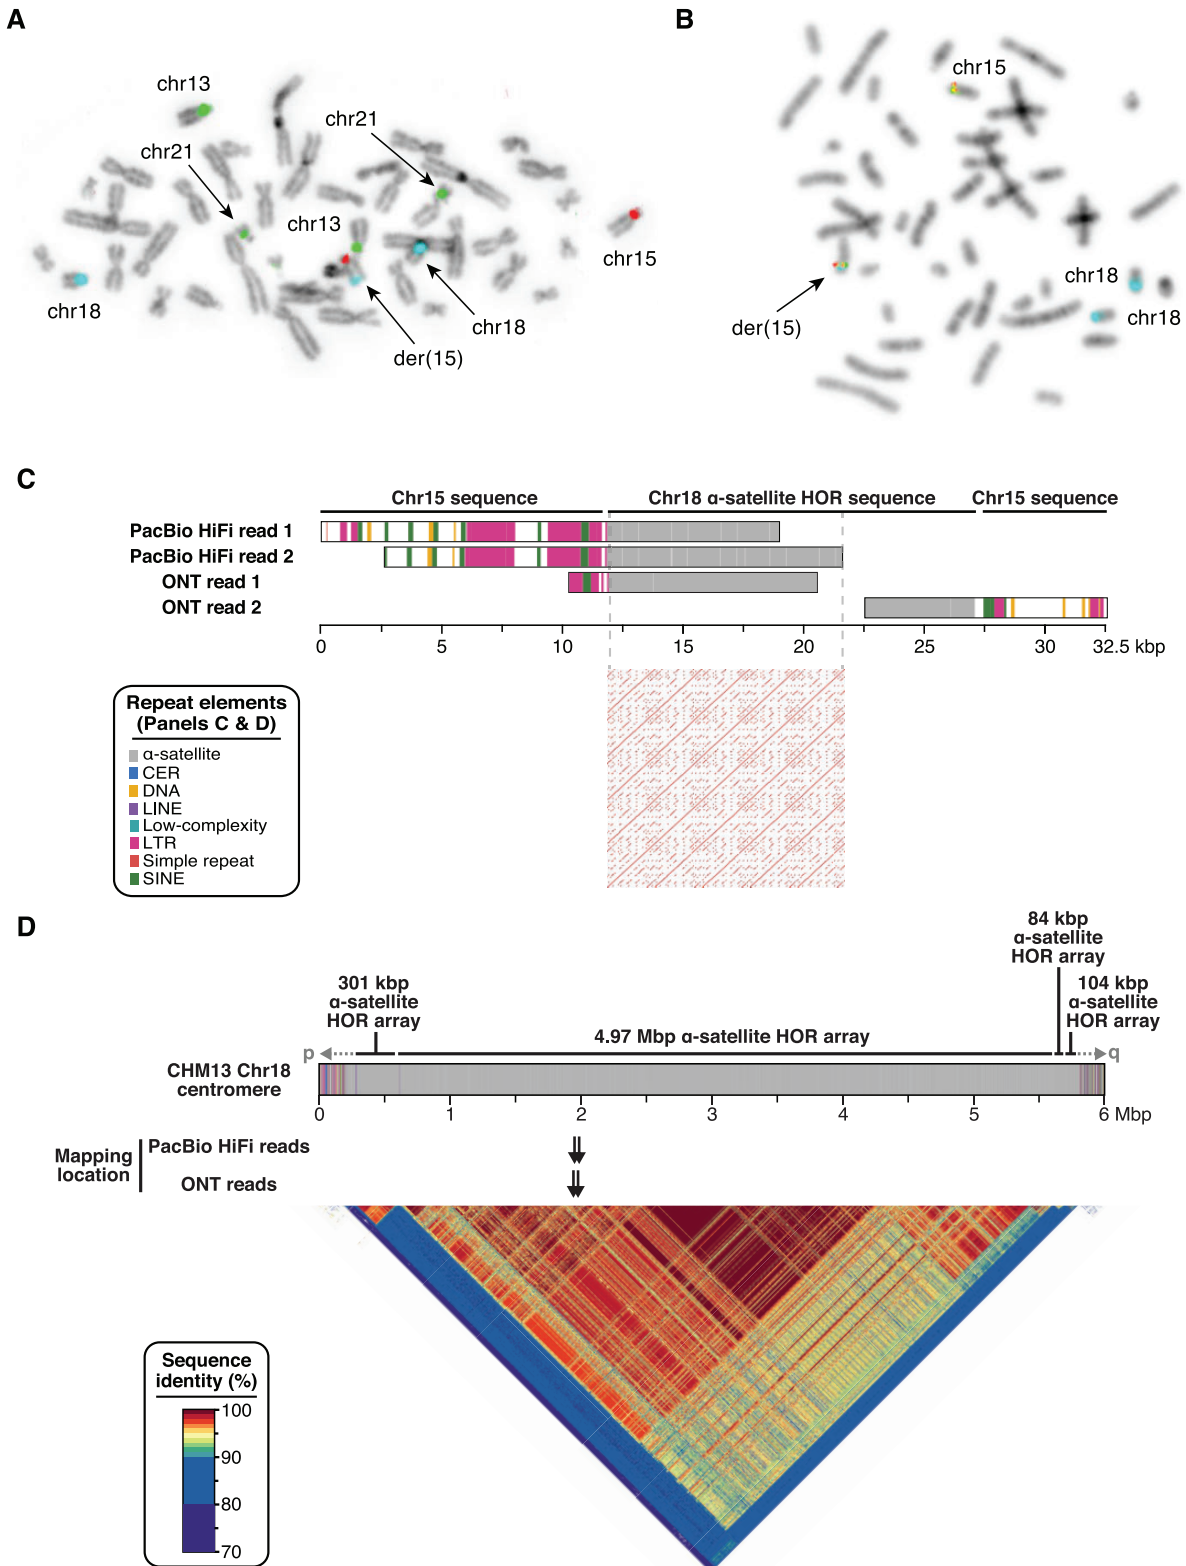 A
B
chr13
chr21
chr21
chr13
chr15
chr18
chr18
der(15)
chr15
chr18
chr18
der(15)
C
Chr15 sequence
Chr18 α-satellite HOR sequence
Chr15 sequence
PacBio HiFi read 1
PacBio HiFi read 2
ONT read 1
ONT read 2
0 5 10 15 20 25 30 32.5 kbp
Repeat elements
(Panels C & D)
α-satellite
CER
DNA
LINE
Low-complexity
LTR
Simple repeat
SINE
D
84 kbp
α-satellite
HOR array
301 kbp
α-satellite
HOR array
104 kbp
α-satellite
HOR array
4.97 Mbp α-satellite HOR array
p
q
CHM13 Chr18
centromere
0 1 2 3 4 5 6 Mbp
Mapping
location
PacBio HiFi reads
ONT reads
Sequence
identity (%)
100
90
80
70